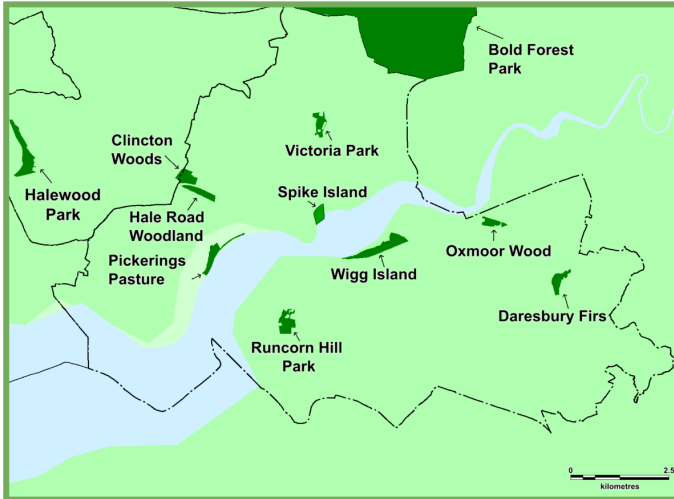 Bold Forest
Park
Clincton
Woods
Victoria Park
Halewood
Park
Spike Island
Hale Road
Woodland
Pickerings
Pasture
Wigg Island
Oxmoor Wood
Daresbury Firs
Runcorn Hill
Park
0 2.5
kilometres